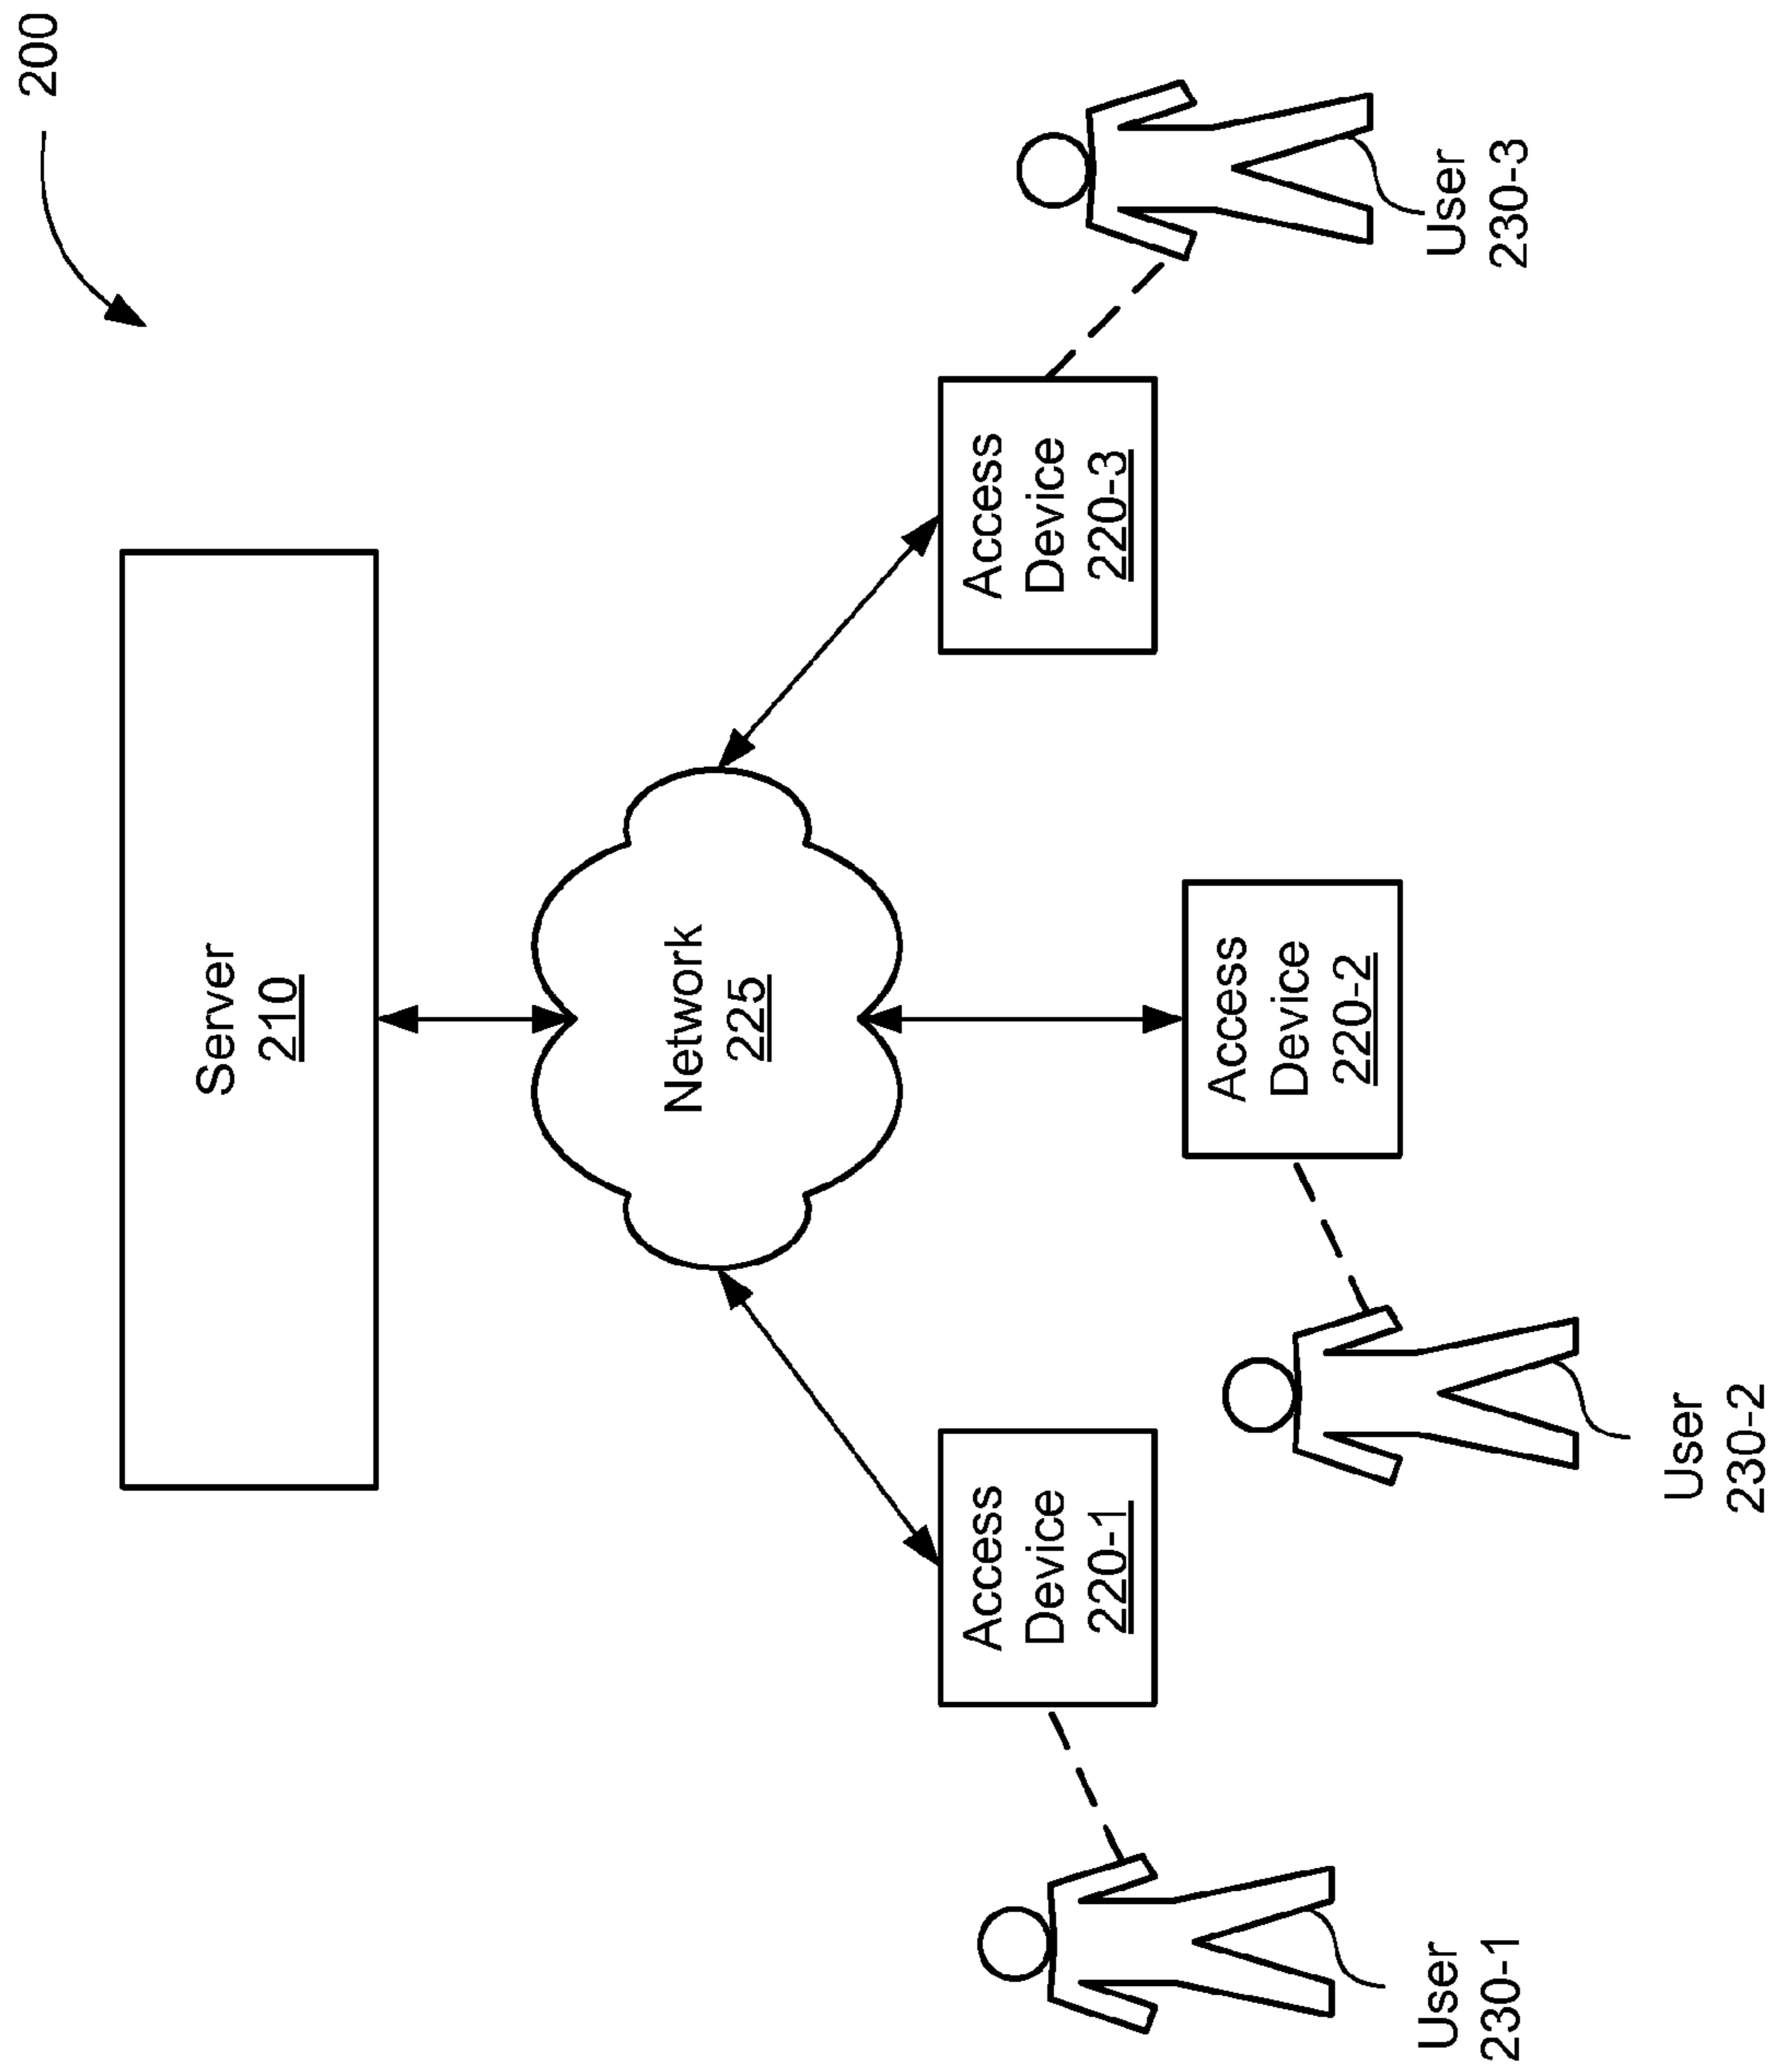 200
Server
210
Network
225
Access
Device
220-1
Access
Device
220-2
Access
Device
220-3
User
230-1
User
230-2
User
230-3